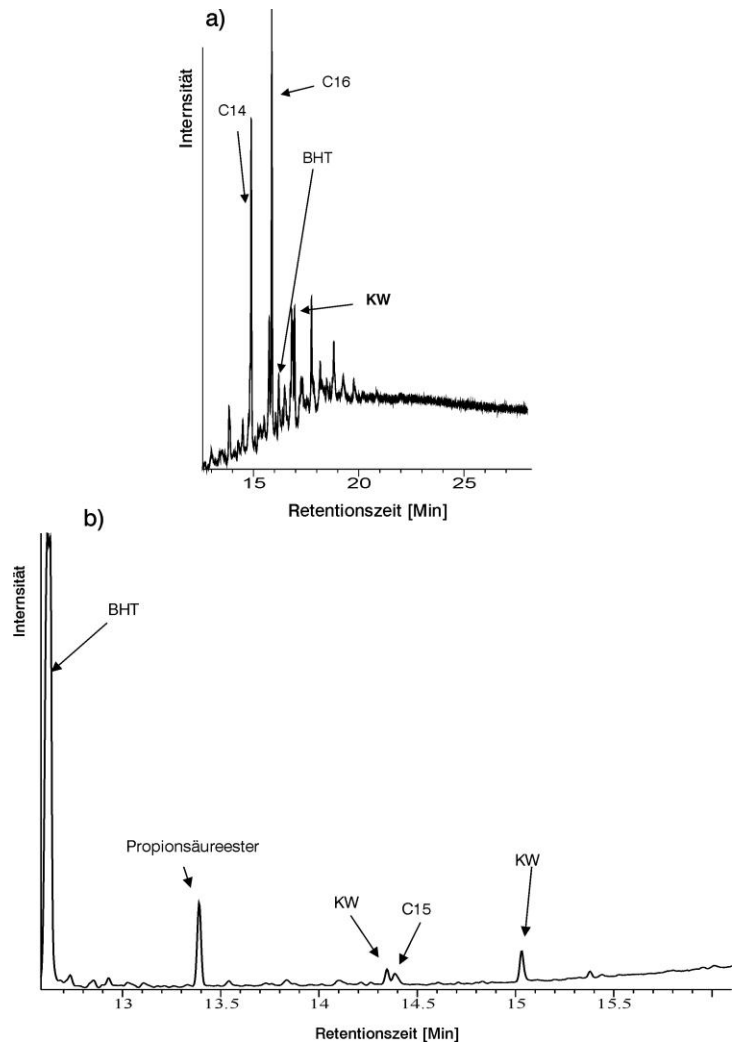 a)
Internsität
C14
C16
BHT
KW
15 20 25
Retentionszeit [Min]
b)
Internsität
BHT
Propionsäureester
KW
C15
KW
13 13.5 14 14.5 15 15.5
Retentionszeit [Min]